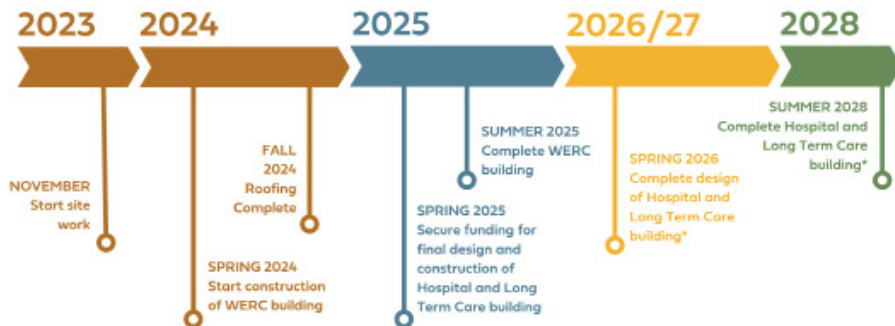 2023
2024
2025
2026/27
2028
NOVEMBER
Start site
work
SPRING 2024
Start construction
of WERC building
FALL
2024
Roofing
Complete
SPRING 2025
Secure funding for
final design and
construction of
Hospital and Long
Term Care building
SUMMER 2025
Complete WERC
building
SPRING 2026
Complete design
of Hospital and
Long Term Care
building*
SUMMER 2028
Complete Hospital and
Long Term Care
building*